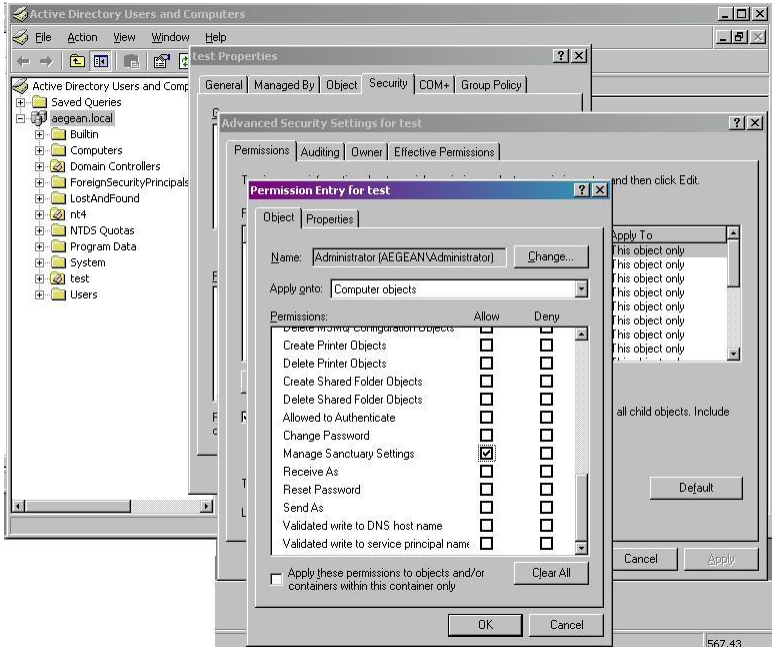 Active Directory Users and Computers
File Action View Window Help
Active Directory Users and Comp
Saved Queries
aegean.local
Builtin
Computers
Domain Controllers
ForeignSecurityPrincipals
LostAndFound
nt4
NTDS Quotas
Program Data
System
test
Users
test Properties
General Managed By Object Security COM+ Group Policy
Advanced Security Settings for test
Permissions Auditing Owner Effective Permissions
and then click Edit.
Apply To
This object only
This object only
This object only
This object only
This object only
This object only
This object only
This object only
all child objects. Include
Default
Cancel Apply
Permission Entry for test
Object Properties
Name: Administrator (AEGEAN\Administrator) Change...
Apply onto: Computer objects
Permissions: Allow Deny
Delete MSMQ Configuration Objects
Create Printer Objects
Delete Printer Objects
Create Shared Folder Objects
Delete Shared Folder Objects
Allowed to Authenticate
Change Password
Manage Sanctuary Settings
Receive As
Reset Password
Send As
Validated write to DNS host name
Validated write to service principal name
Apply these permissions to objects and/or
containers within this container only
Clear All
OK Cancel
567,43